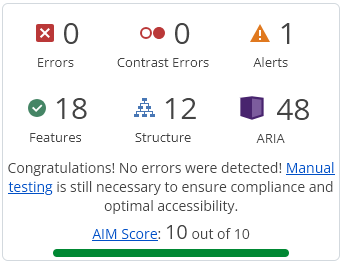 0 0 1
Errors Contrast Errors Alerts
18 12 48
Features Structure ARIA
Congratulations! No errors were detected! Manual
testing is still necessary to ensure compliance and
optimal accessibility.
AIM Score: 10 out of 10